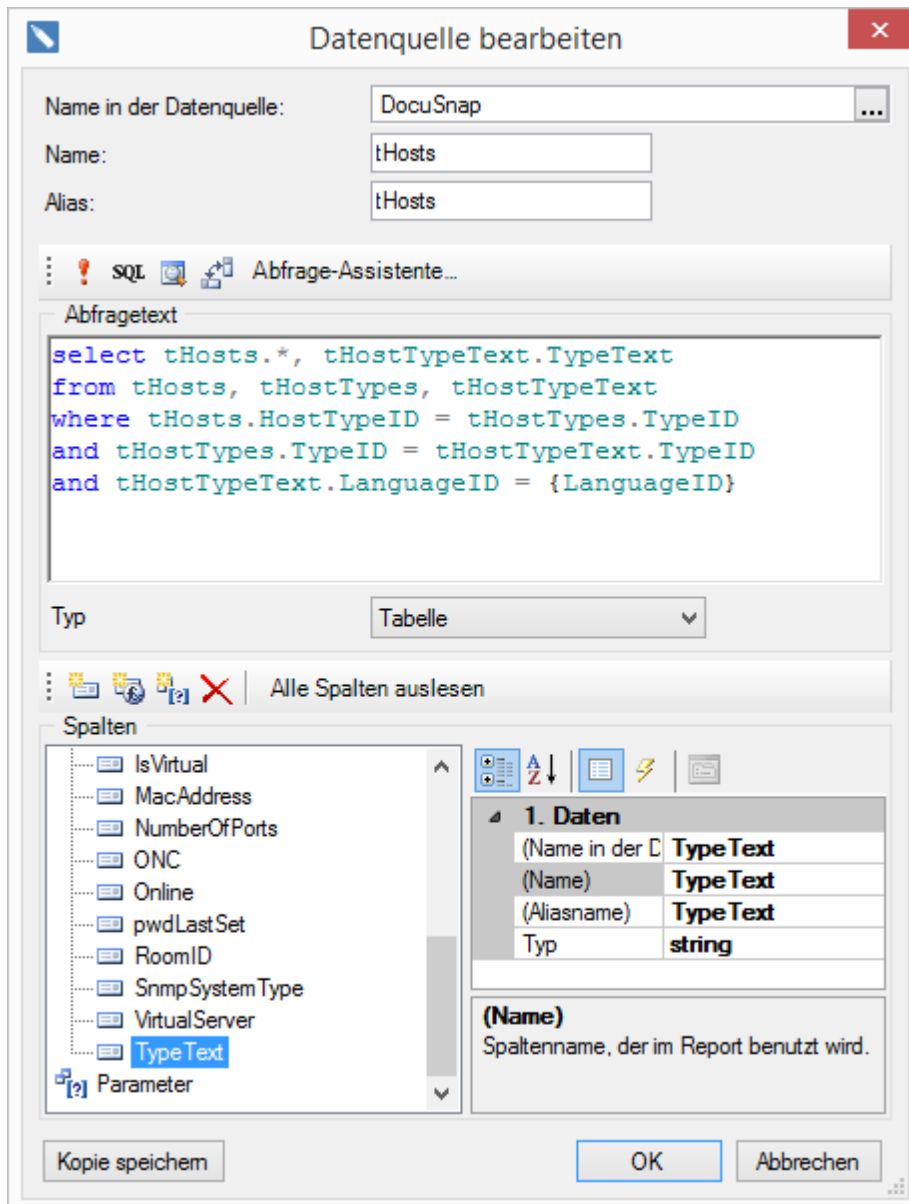 Datenquelle bearbeiten
Name in der Datenquelle:
DocuSnap
...
Name:
tHosts
Alias:
tHosts
SQL
Abfrage-Assistente...
Abfragetext
select tHosts.*, tHostTypeText.TypeText
from tHosts, tHostTypes, tHostTypeText
where tHosts.HostTypeID = tHostTypes.TypeID
and tHostTypes.TypeID = tHostTypeText.TypeID
and tHostTypeText.LanguageID = {LanguageID}
Typ
Tabelle
Alle Spalten auslesen
Spalten
IsVirtual
MacAddress
NumberOfPorts
ONC
Online
pwdLastSet
RoomID
SnmpSystemType
VirtualServer
TypeText
Parameter
1. Daten
(Name in der D TypeText
(Name) TypeText
(Aliasname) TypeText
Typ string
(Name)
Spaltenname, der im Report benutzt wird.
Kopie speichern
OK
Abbrechen